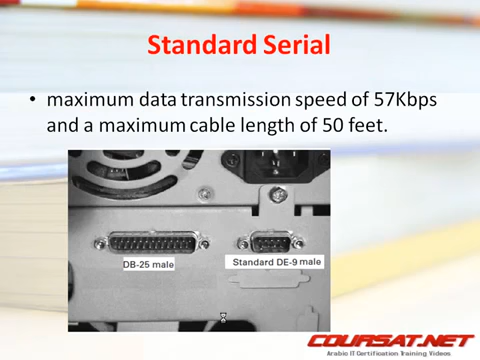 Standard Serial
• maximum data transmission speed of 57Kbps
and a maximum cable length of 50 feet.
DB-25 male
Standard DE-9 male
COURSAT.NET
Arabic IT Certification Training Videos